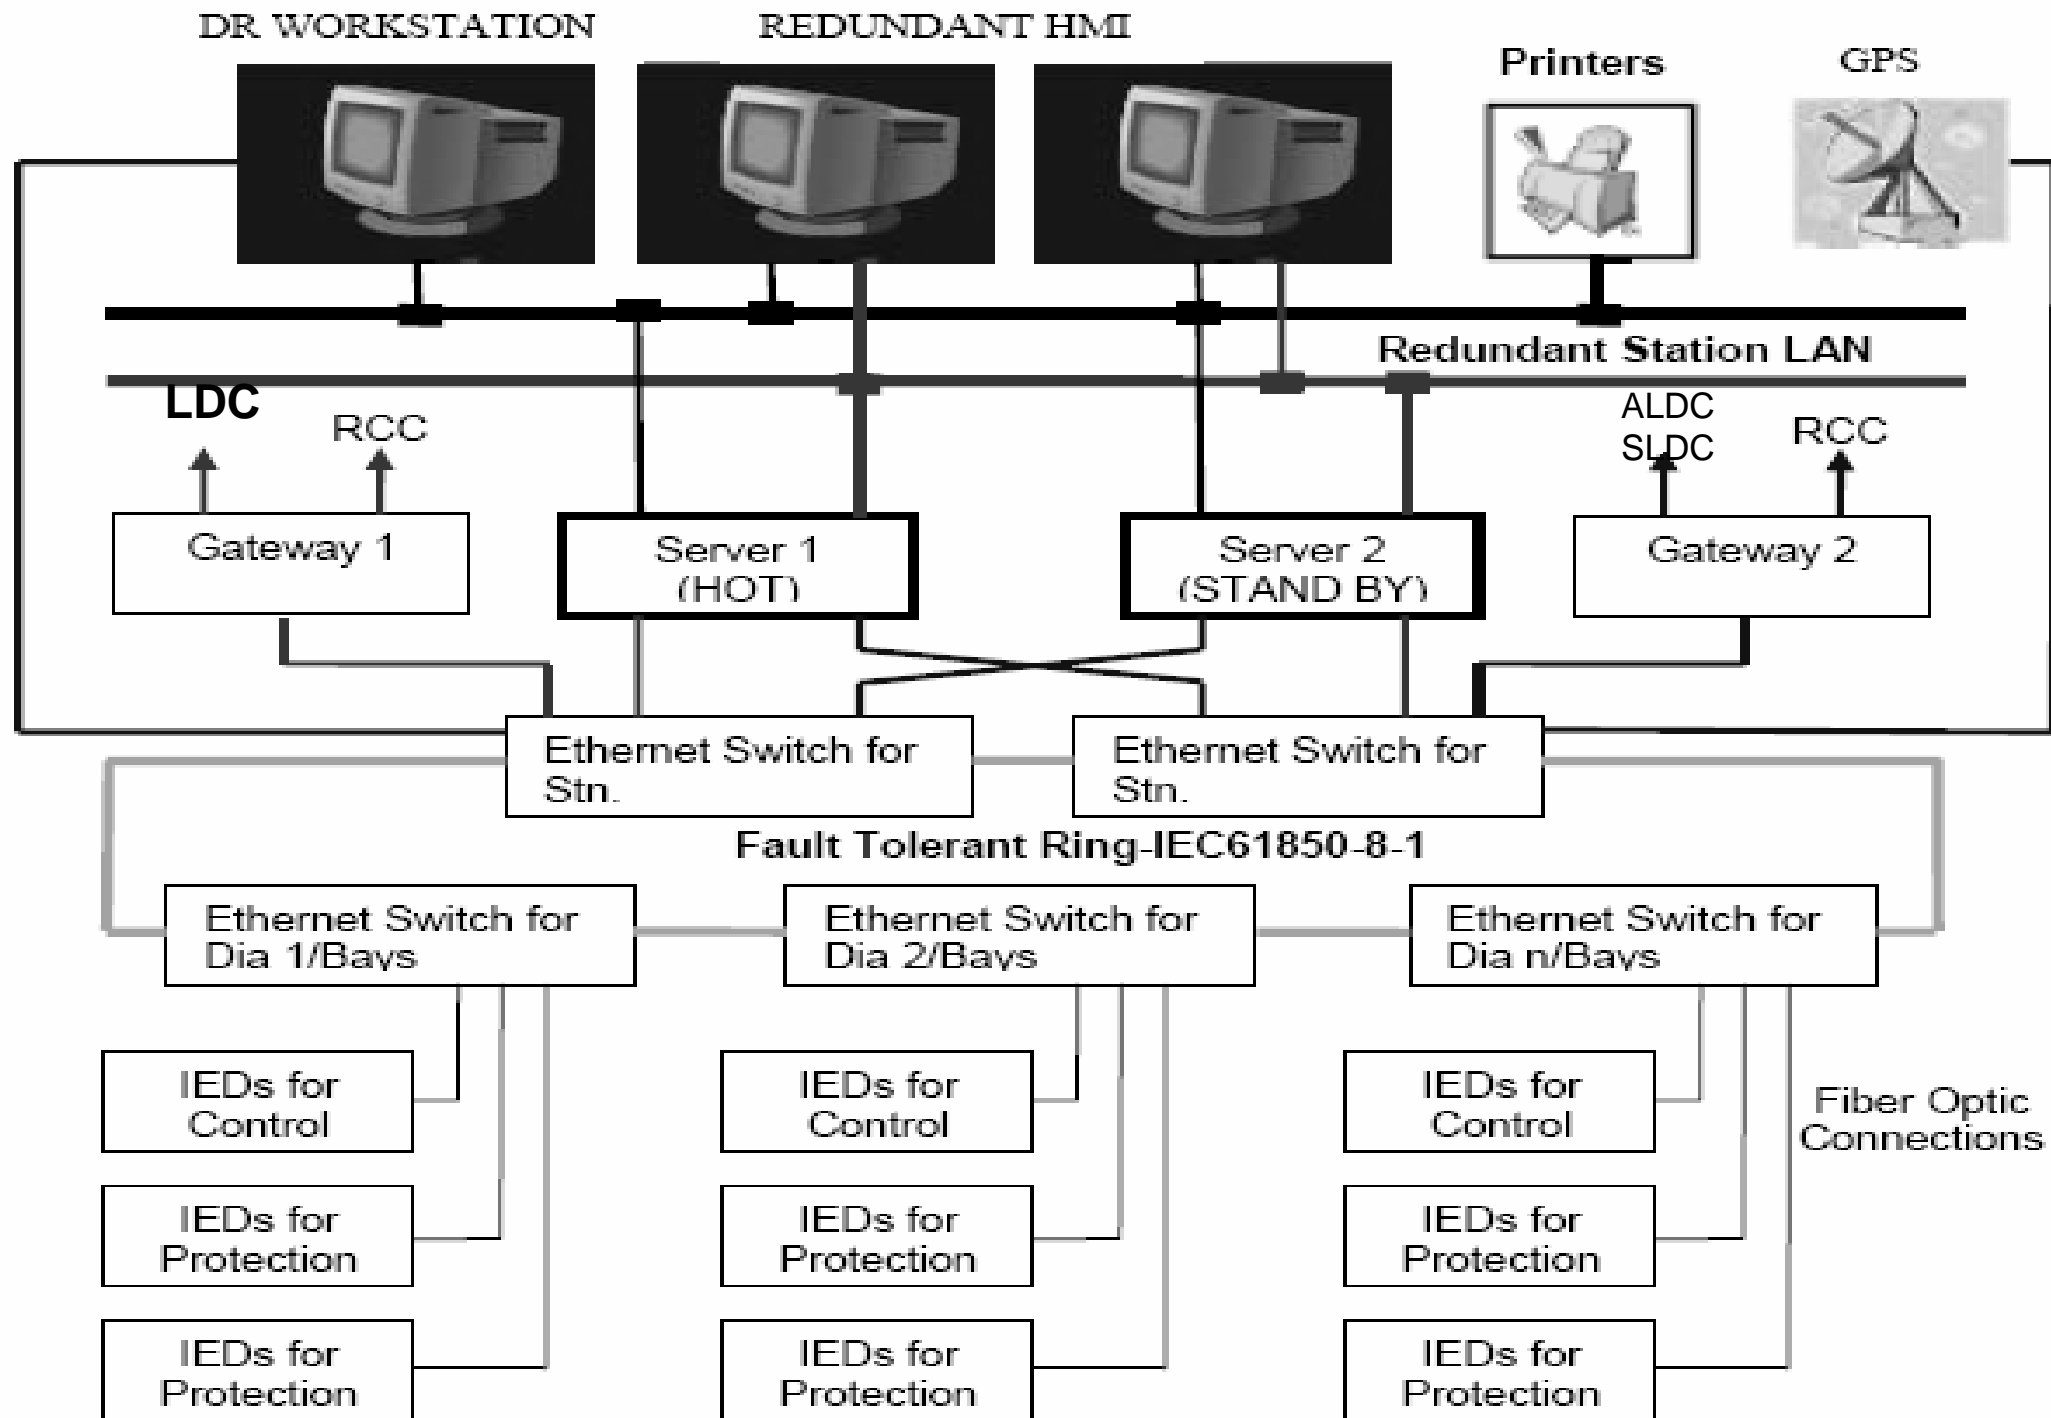 DR WORKSTATION
REDUNDANT HMI
Printers
GPS
Redundant Station LAN
LDC
RCC
ALDC
SLDC
RCC
Gateway 1
Server 1
(HOT)
Server 2
(STAND BY)
Gateway 2
Ethernet Switch for
Stn.
Ethernet Switch for
Stn.
Fault Tolerant Ring-IEC61850-8-1
Ethernet Switch for
Dia 1/Bays
Ethernet Switch for
Dia 2/Bays
Ethernet Switch for
Dia n/Bays
IEDs for
Control
IEDs for
Control
IEDs for
Control
Fiber Optic
Connections
IEDs for
Protection
IEDs for
Protection
IEDs for
Protection
IEDs for
Protection
IEDs for
Protection
IEDs for
Protection